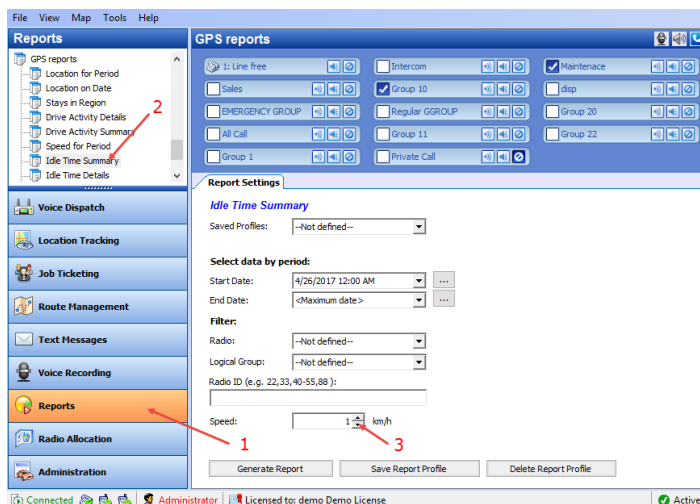 File View Map Tools Help
Reports
GPS reports
Location for Period
Location on Date
Stays in Region
Drive Activity Details
Drive Activity Summary
Speed for Period
Idle Time Summary
Idle Time Details
2
Voice Dispatch
Location Tracking
Job Ticketing
Route Management
Text Messages
Voice Recording
Reports
Radio Allocation
Administration
1
GPS reports
1: Line free Intercom Maintenace
Sales Group 10 disp
EMERGENCY GROUP Regular GGROUP Group 20
All Call Group 11 Group 22
Group 1 Private Call
Report Settings
Idle Time Summary
Saved Profiles: --Not defined--
Select data by period:
Start Date: 4/26/2017 12:00 AM ...
End Date: <Maximum date> ...
Filter:
Radio: --Not defined--
Logical Group: --Not defined--
Radio ID (e.g. 22,33,40-55,88 ):
Speed: 1 km/h
3
Generate Report Save Report Profile Delete Report Profile
Connected Administrator Licensed to: demo Demo License Active